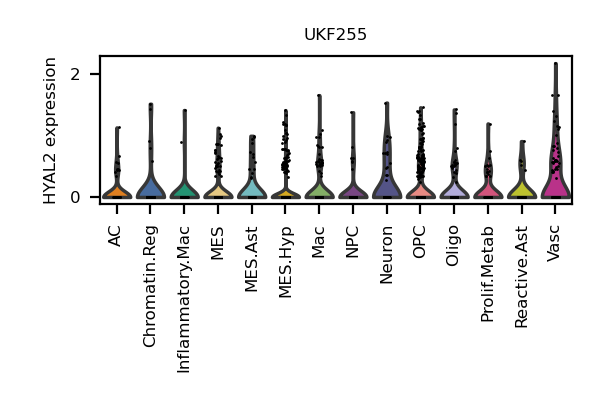 UKF255
HYAL2 expression
2
0
AC
Chromatin.Reg
Inflammatory.Mac
MES
MES.Ast
MES.Hyp
Mac
NPC
Neuron
OPC
Oligo
Prolif.Metab
Reactive.Ast
Vasc